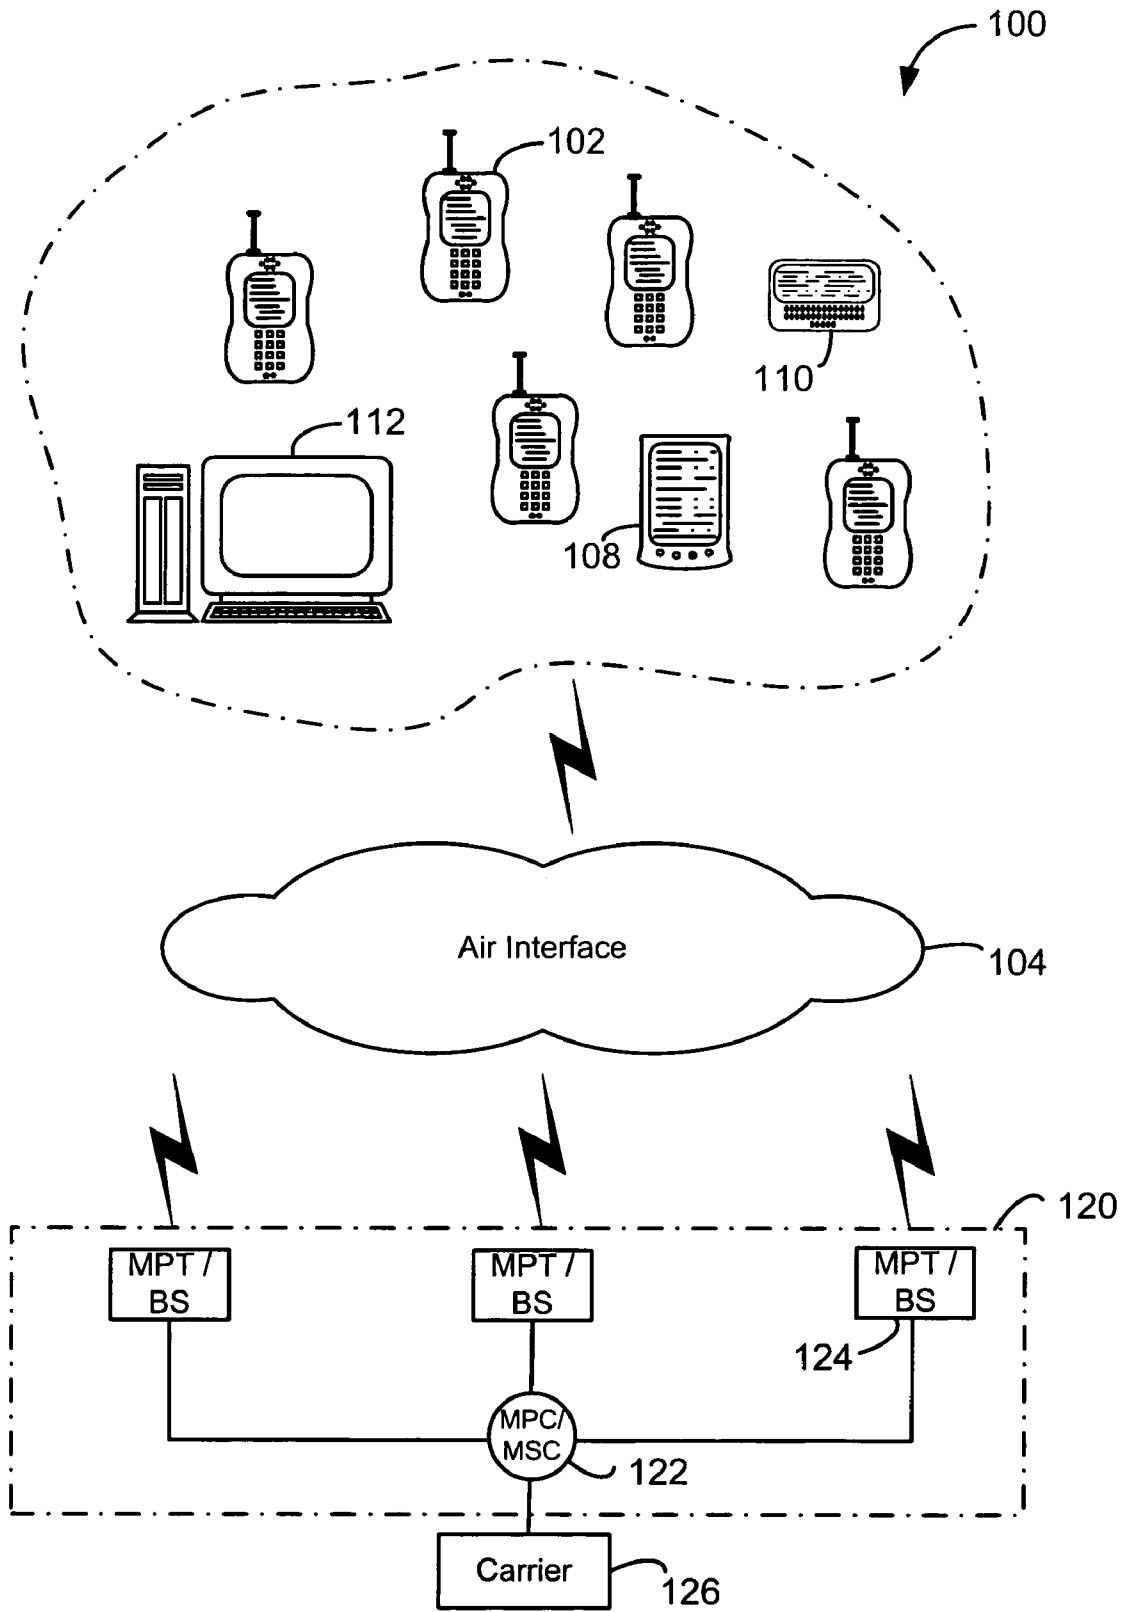 100
102
110
112
108
Air Interface
104
120
MPT /
BS
MPT /
BS
MPT /
BS
124
MPC/
MSC
122
Carrier
126